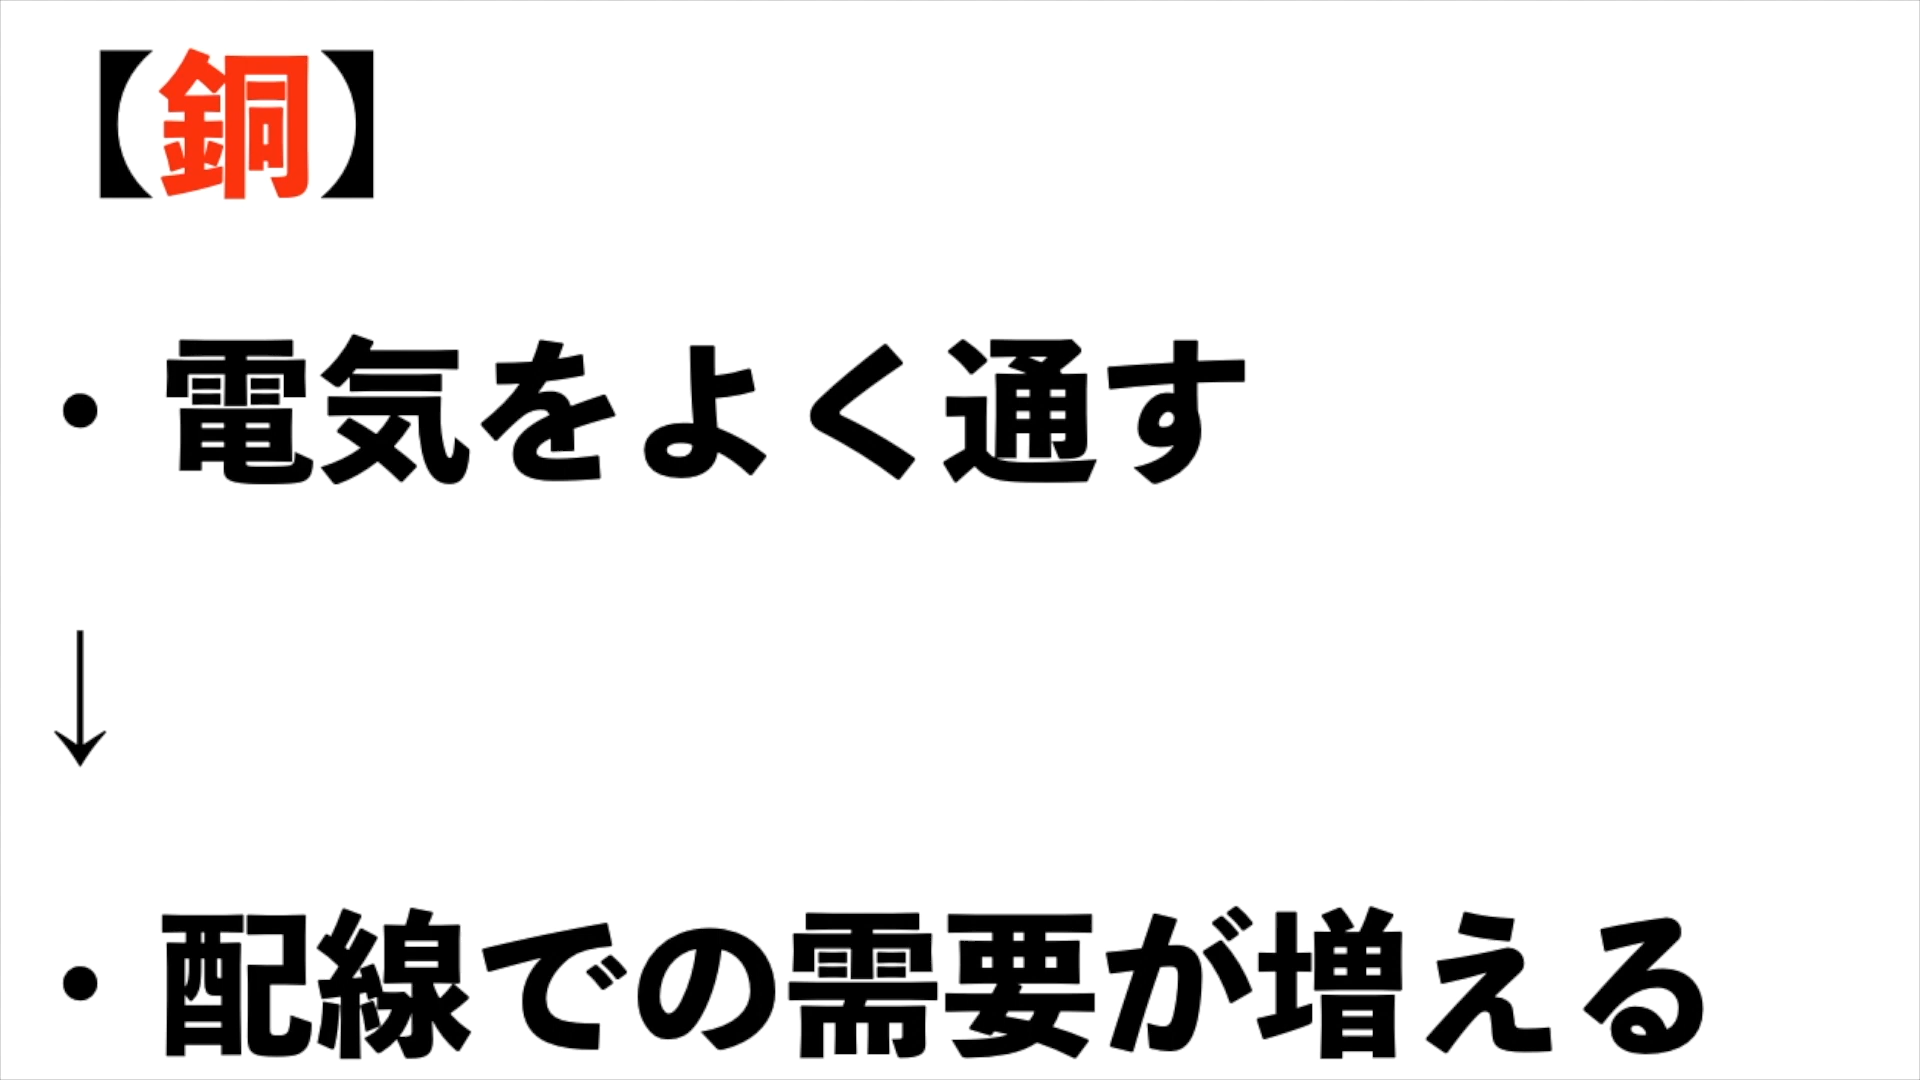 【銅】
・電気をよく通す
↓
・配線での需要が増える